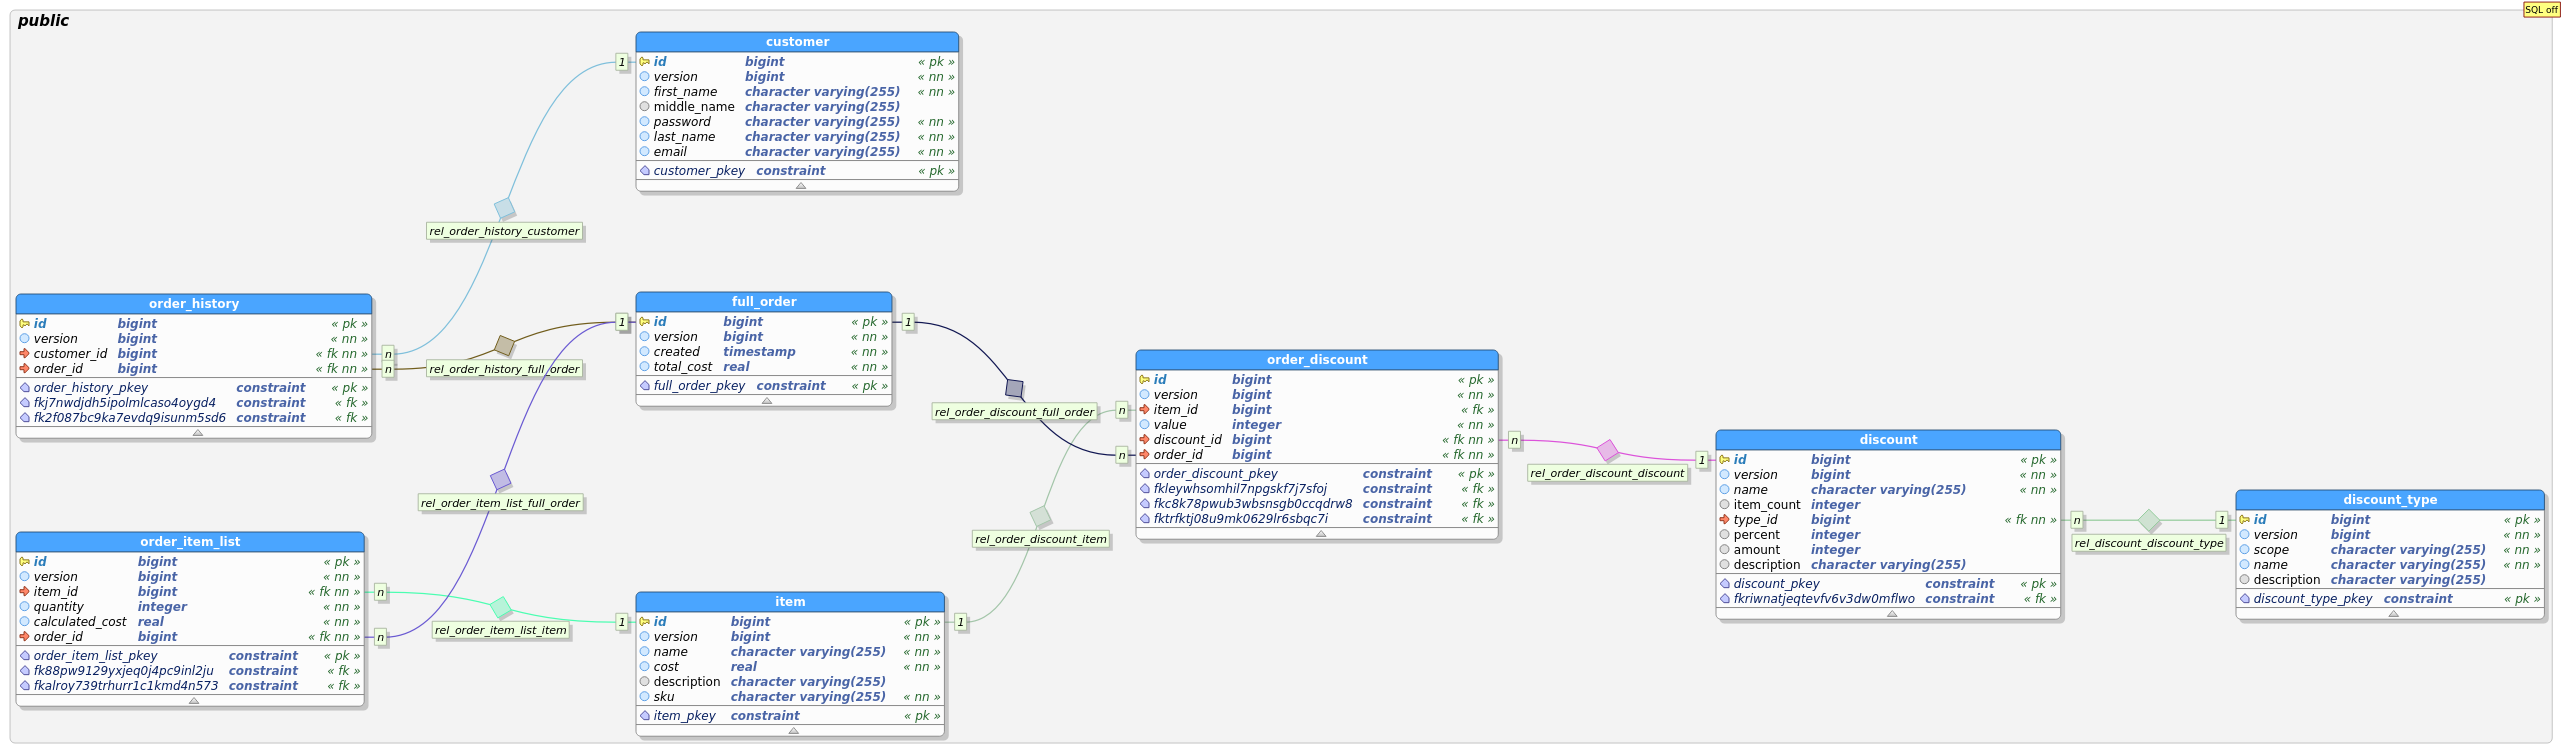 public
SQL off
customer
id bigint « pk »
version bigint « nn »
first_name character varying(255) « nn »
middle_name character varying(255)
password character varying(255) « nn »
last_name character varying(255) « nn »
email character varying(255) « nn »
customer_pkey constraint « pk »
1
rel_order_history_customer
order_history
id bigint « pk »
version bigint « nn »
customer_id bigint « fk nn »
order_id bigint « fk nn »
order_history_pkey constraint « pk »
fkj7nwdjdh5ipolmlcaso4oygd4 constraint « fk »
fk2f087bc9ka7evdq9isunm5sd6 constraint « fk »
n
n
rel_order_history_full_order
1
full_order
id bigint « pk »
version bigint « nn »
created timestamp « nn »
total_cost real « nn »
full_order_pkey constraint « pk »
1
rel_order_discount_full_order
n
n
order_discount
id bigint « pk »
version bigint « nn »
item_id bigint « fk »
value integer « nn »
discount_id bigint « fk nn »
order_id bigint « fk nn »
order_discount_pkey constraint « pk »
fkleywhsomhil7npgskf7j7sfoj constraint « fk »
fkc8k78pwub3wbsnsgb0ccqdrw8 constraint « fk »
fktrfktj08u9mk0629lr6sbqc7i constraint « fk »
n
rel_order_discount_discount
1
discount
id bigint « pk »
version bigint « nn »
name character varying(255) « nn »
item_count integer
type_id bigint « fk nn »
percent integer
amount integer
description character varying(255)
discount_pkey constraint « pk »
fkriwnatjeqtevfv6v3dw0mflwo constraint « fk »
n
rel_discount_discount_type
1
discount_type
id bigint « pk »
version bigint « nn »
scope character varying(255) « nn »
name character varying(255) « nn »
description character varying(255)
discount_type_pkey constraint « pk »
rel_order_item_list_full_order
order_item_list
id bigint « pk »
version bigint « nn »
item_id bigint « fk nn »
quantity integer « nn »
calculated_cost real « nn »
order_id bigint « fk nn »
order_item_list_pkey constraint « pk »
fk88pw9129yxjeq0j4pc9inl2ju constraint « fk »
fkalroy739trhurr1c1kmd4n573 constraint « fk »
n
n
rel_order_item_list_item
1
item
id bigint « pk »
version bigint « nn »
name character varying(255) « nn »
cost real « nn »
description character varying(255)
sku character varying(255) « nn »
item_pkey constraint « pk »
1
rel_order_discount_item